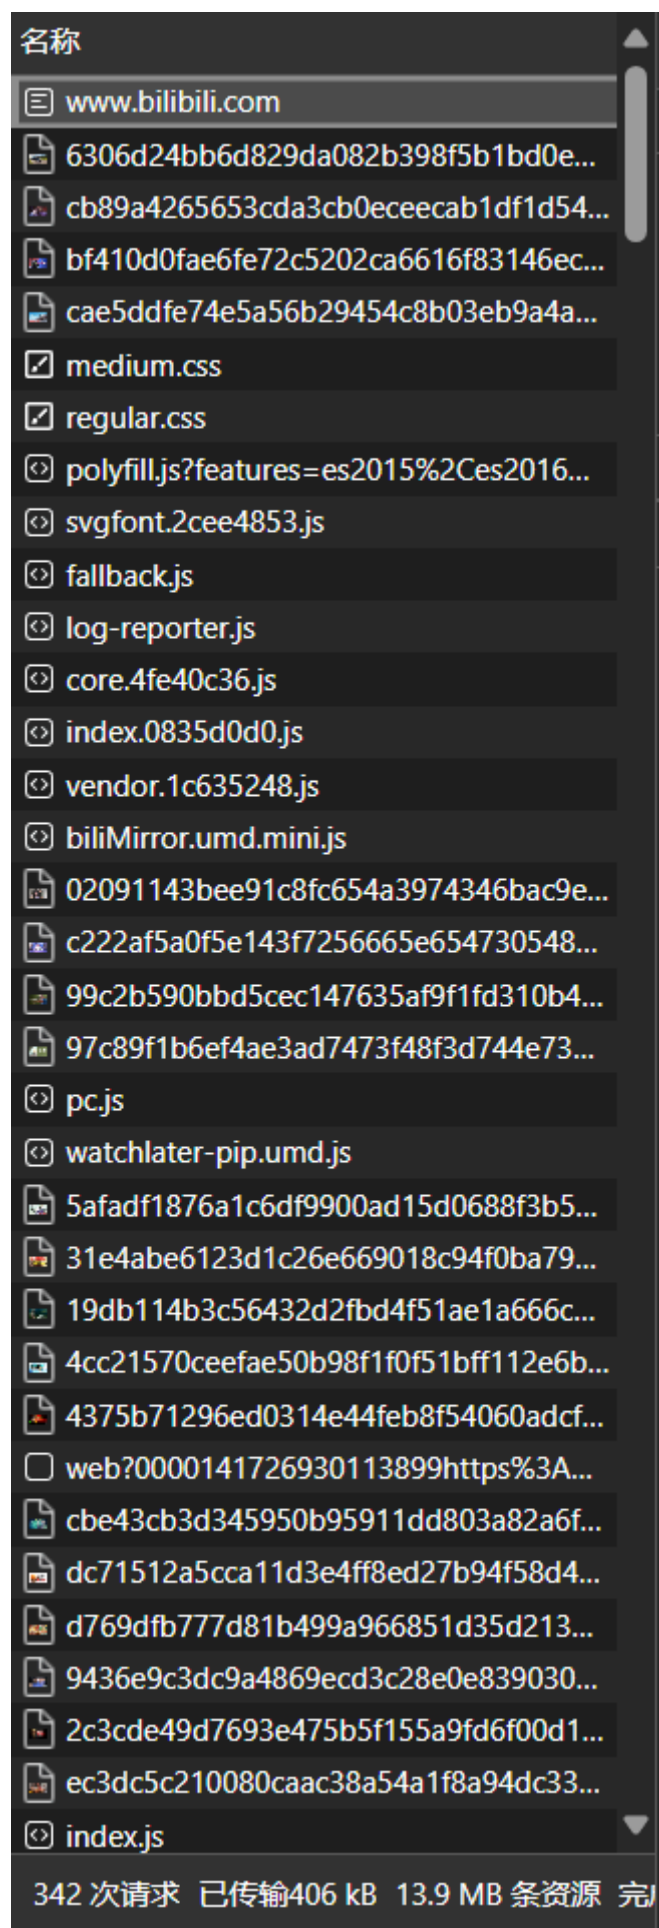 名称
www.bilibili.com
6306d24bb6d829da082b398f5b1bd0e...
cb89a4265653cda3cb0eceecab1df1d54...
bf410d0fae6fe72c5202ca6616f83146ec...
cae5ddfe74e5a56b29454c8b03eb9a4a...
medium.css
regular.css
polyfill.js?features=es2015%2Ces2016...
svgfont.2cee4853.js
fallback.js
log-reporter.js
core.4fe40c36.js
index.0835d0d0.js
vendor.1c635248.js
biliMirror.umd.mini.js
02091143bee91c8fc654a3974346bac9e...
c222af5a0f5e143f7256665e654730548...
99c2b590bbd5cec147635af9f1fd310b4...
97c89f1b6ef4ae3ad7473f48f3d744e73...
pc.js
watchlater-pip.umd.js
5afadf1876a1c6df9900ad15d0688f3b5...
31e4abe6123d1c26e669018c94f0ba79...
19db114b3c56432d2fbd4f51ae1a666c...
4cc21570ceefae50b98f1f0f51bff112e6b...
4375b71296ed0314e44feb8f54060adcf...
web?0000141726930113899https%3A...
cbe43cb3d345950b95911dd803a82a6f...
dc71512a5cca11d3e4ff8ed27b94f58d4...
d769dfb777d81b499a966851d35d213...
9436e9c3dc9a4869ecd3c28e0e839030...
2c3cde49d7693e475b5f155a9fd6f00d1...
ec3dc5c210080caac38a54a1f8a94dc33...
index.js
342 次请求 已传输406 kB 13.9 MB 条资源 完